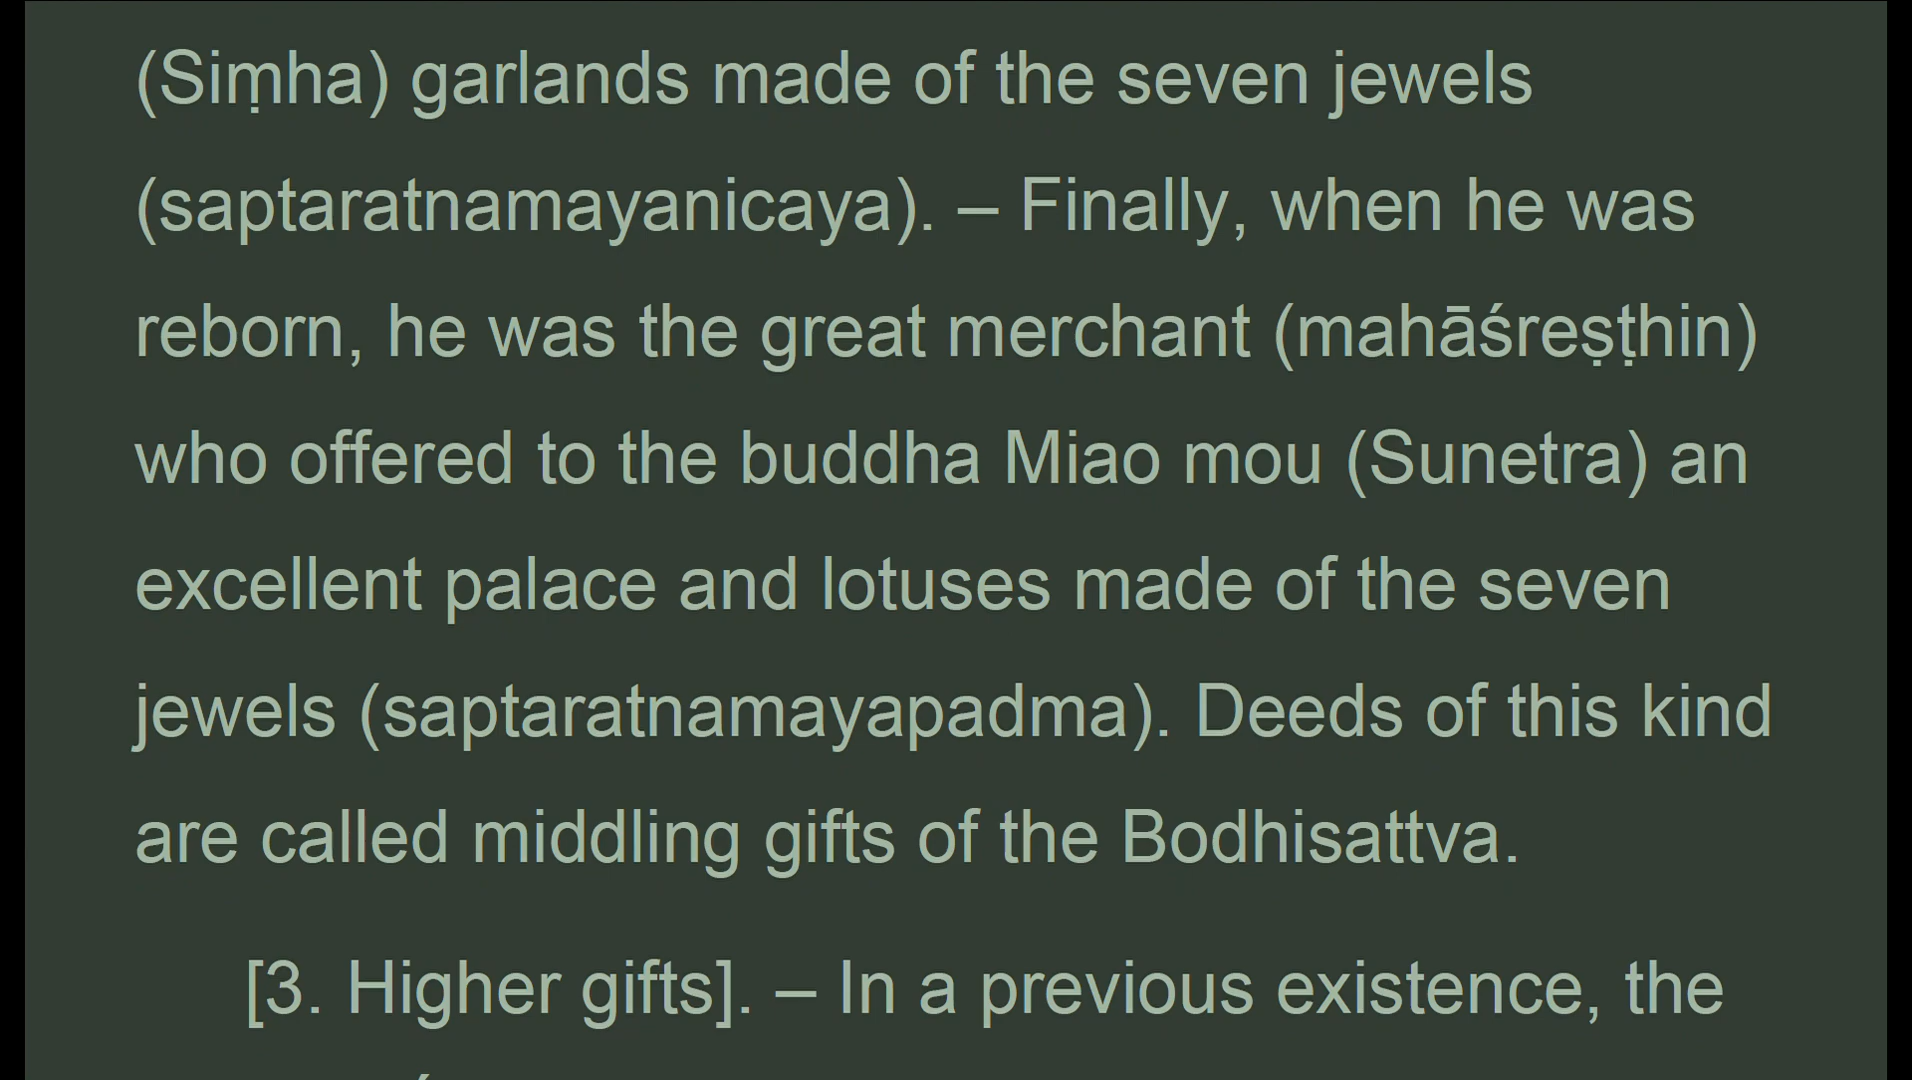 (Siṃha) garlands made of the seven jewels
(saptaratnamayanicaya). – Finally, when he was
reborn, he was the great merchant (mahāśreṣṭhin)
who offered to the buddha Miao mou (Sunetra) an
excellent palace and lotuses made of the seven
jewels (saptaratnamayapadma). Deeds of this kind
are called middling gifts of the Bodhisattva.
[3. Higher gifts]. – In a previous existence, the